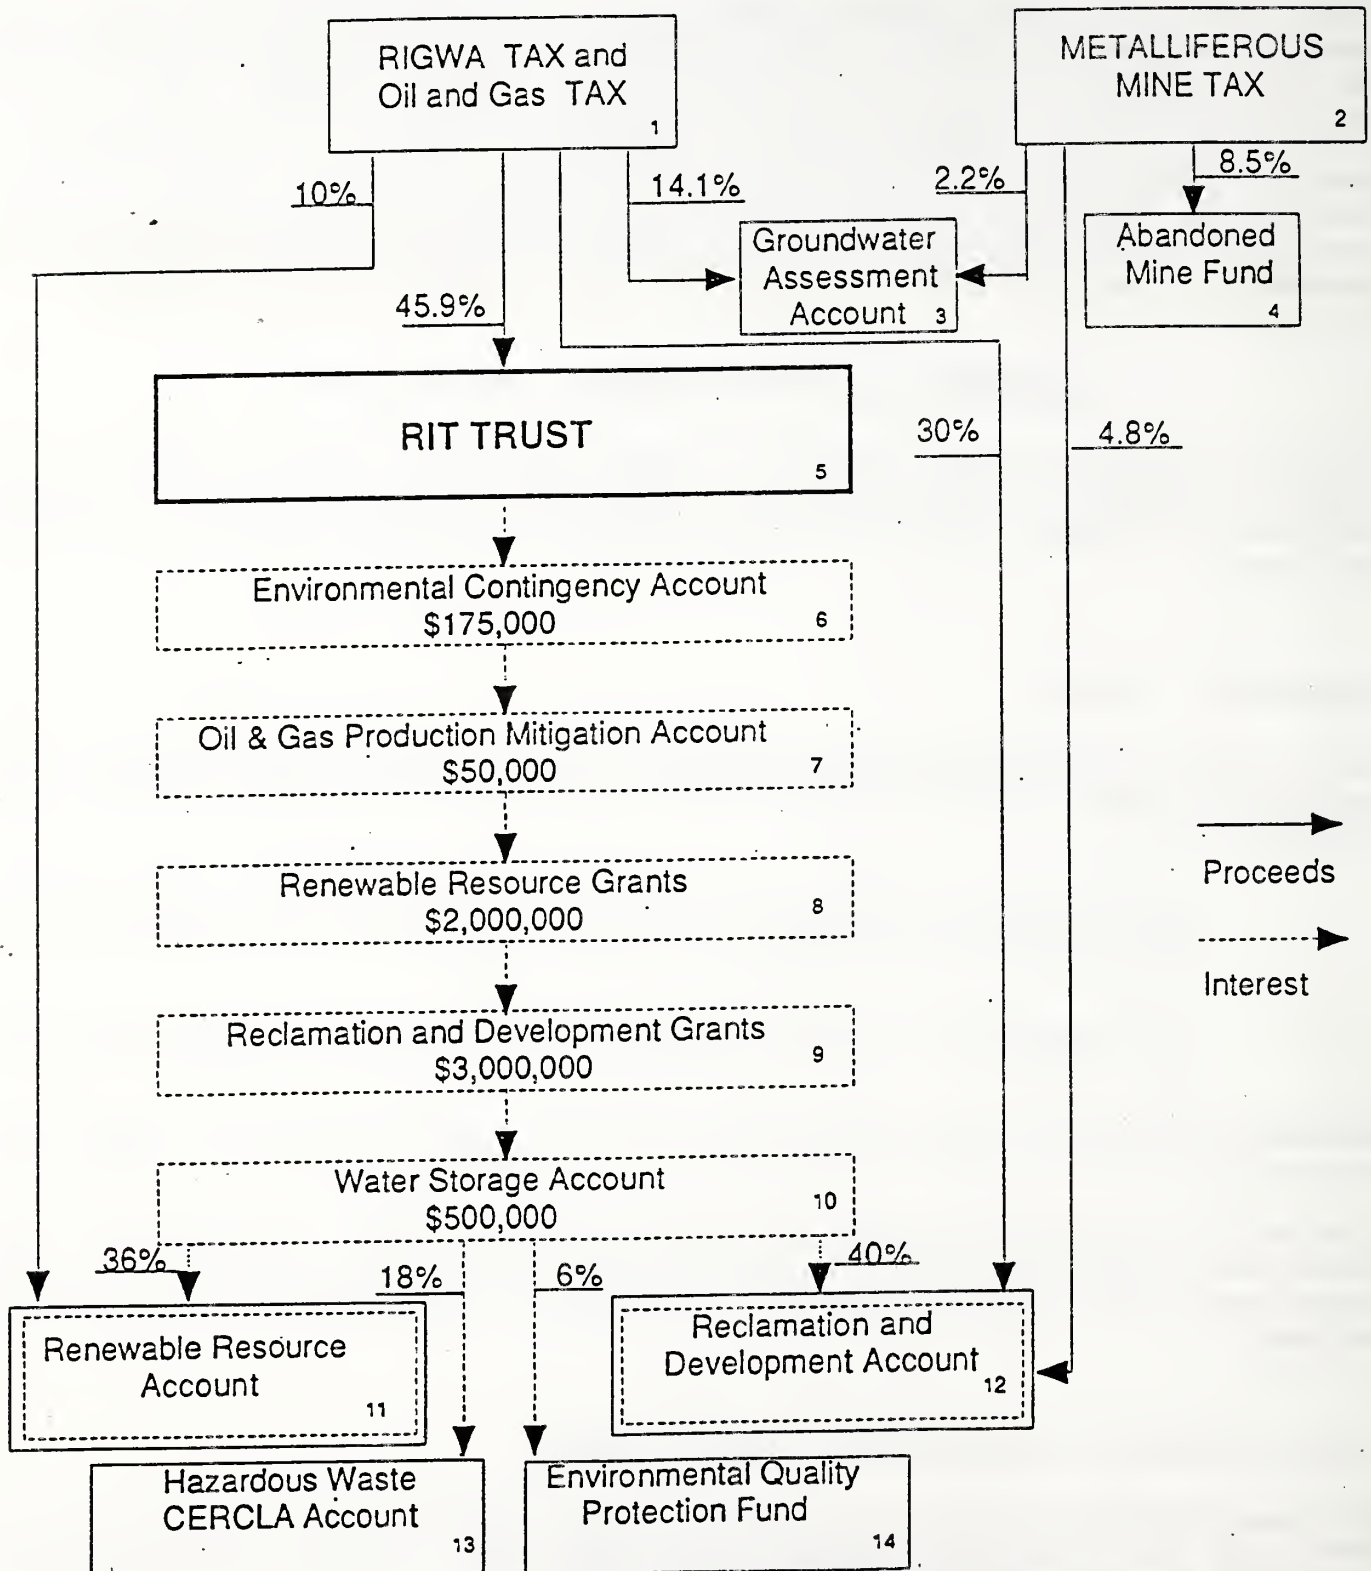 RIGWA TAX and
Oil and Gas TAX
1
METALLIFEROUS
MINE TAX
2
10%
14.1%
2.2%
8.5%
Groundwater
Assessment
Account 3
Abandoned
Mine Fund
4
45.9%
RIT TRUST
5
30%
4.8%
Environmental Contingency Account
$175,000 6
Oil & Gas Production Mitigation Account
$50,000 7
Renewable Resource Grants
$2,000,000 8
Proceeds
Interest
Reclamation and Development Grants
$3,000,000 9
Water Storage Account
$500,000 10
36%
18%
6%
40%
Renewable Resource
Account
11
Reclamation and
Development Account
12
Hazardous Waste
CERCLA Account
13
Environmental Quality
Protection Fund
14